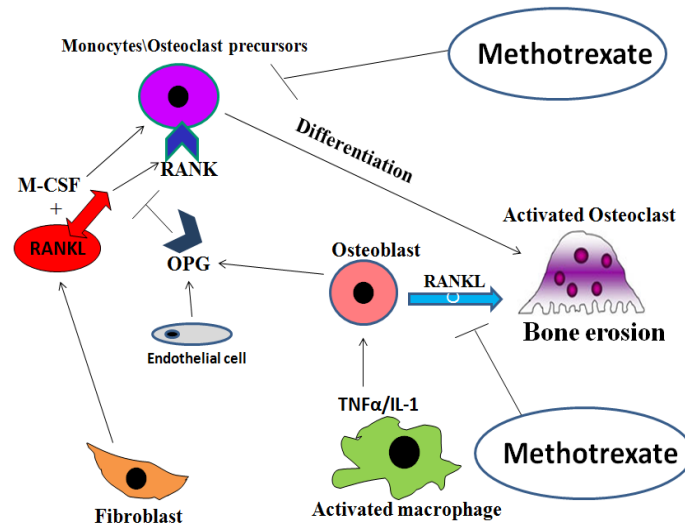 Monocytes\Osteoclast precursors
Methotrexate
Differentiation
RANK
M-CSF
+
RANKL
OPG
Osteoblast
RANKL
Activated Osteoclast
Bone erosion
Endothelial cell
TNFα/IL-1
Methotrexate
Fibroblast
Activated macrophage